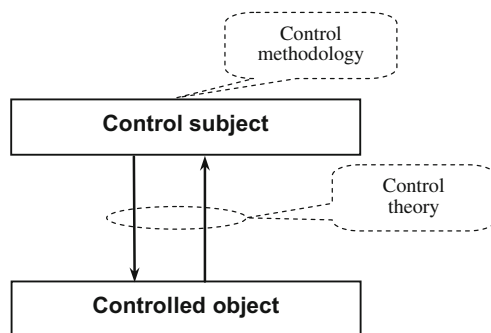 Control
methodology
Control subject
Control
theory
Controlled object